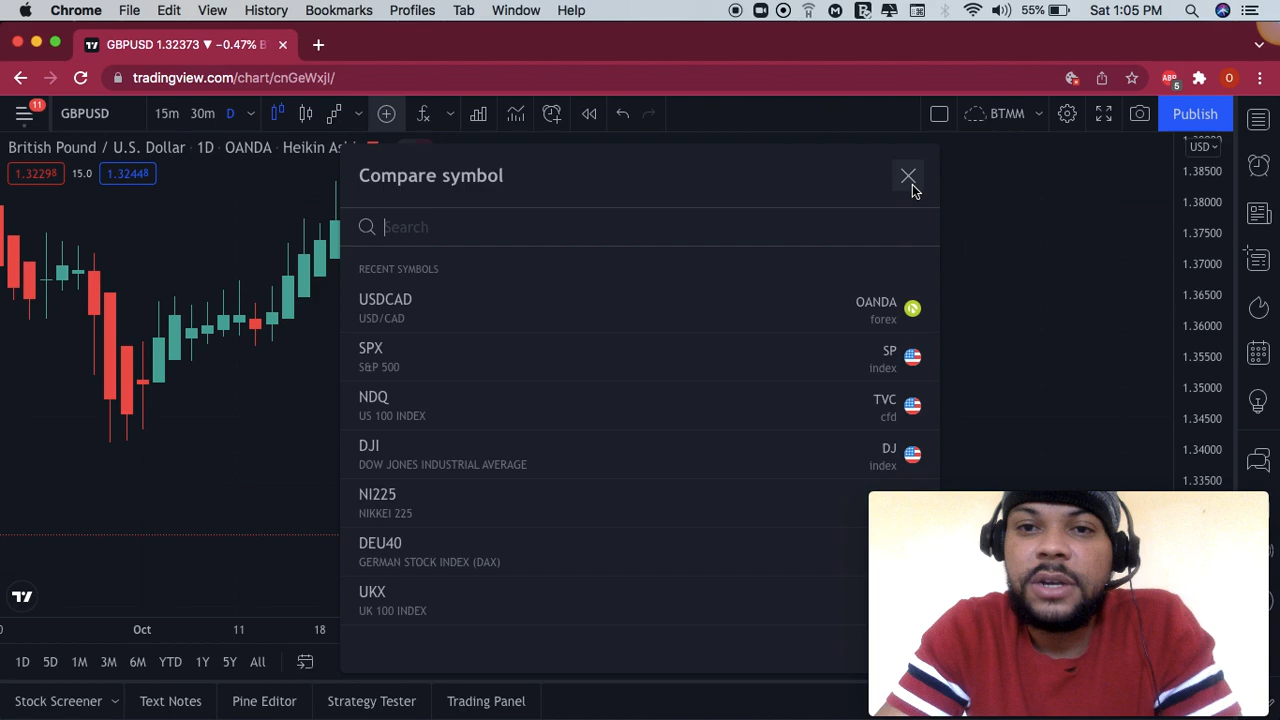 Chrome File Edit View History Bookmarks Profiles Tab Window Help 55% Sat 1:05 PM
GBPUSD 1.32373 ▼ −0.47% B
tradingview.com/chart/cnGeWxjI/ ABP 5 O
11 GBPUSD 15m 30m D BTMM Publish
British Pound / U.S. Dollar · 1D · OANDA · Heikin As
USD
1.32298 15.0 1.32448
Compare symbol
Search
RECENT SYMBOLS
USDCAD OANDA
USD/CAD forex
SPX SP
S&P 500 index
NDQ TVC
US 100 INDEX cfd
DJI DJ
DOW JONES INDUSTRIAL AVERAGE index
NI225
NIKKEI 225
DEU40
GERMAN STOCK INDEX (DAX)
UKX
UK 100 INDEX
1.38500
1.38000
1.37500
1.37000
1.36500
1.36000
1.35500
1.35000
1.34500
1.34000
1.33500
Oct 11 18
1D 5D 1M 3M 6M YTD 1Y 5Y All
Stock Screener Text Notes Pine Editor Strategy Tester Trading Panel